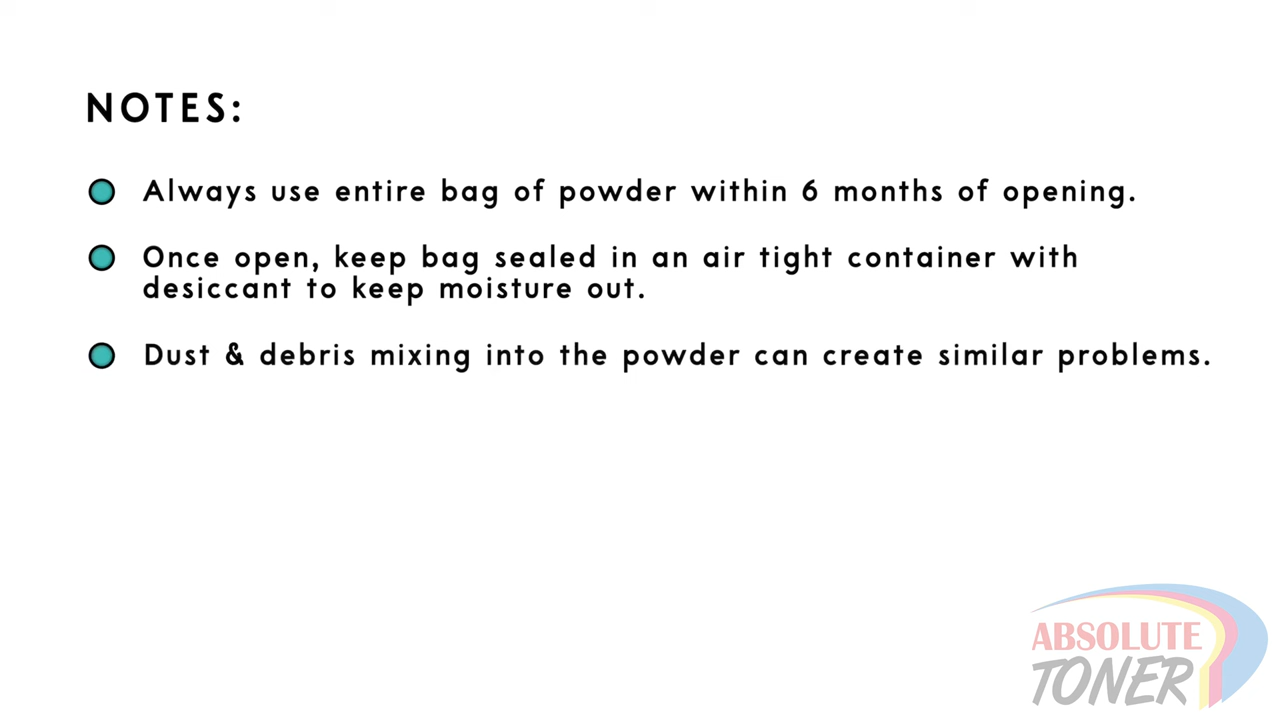 NOTES:
Always use entire bag of powder within 6 months of opening.
Once open, keep bag sealed in an air tight container with
desiccant to keep moisture out.
Dust & debris mixing into the powder can create similar problems.
ABSOLUTE
TONER